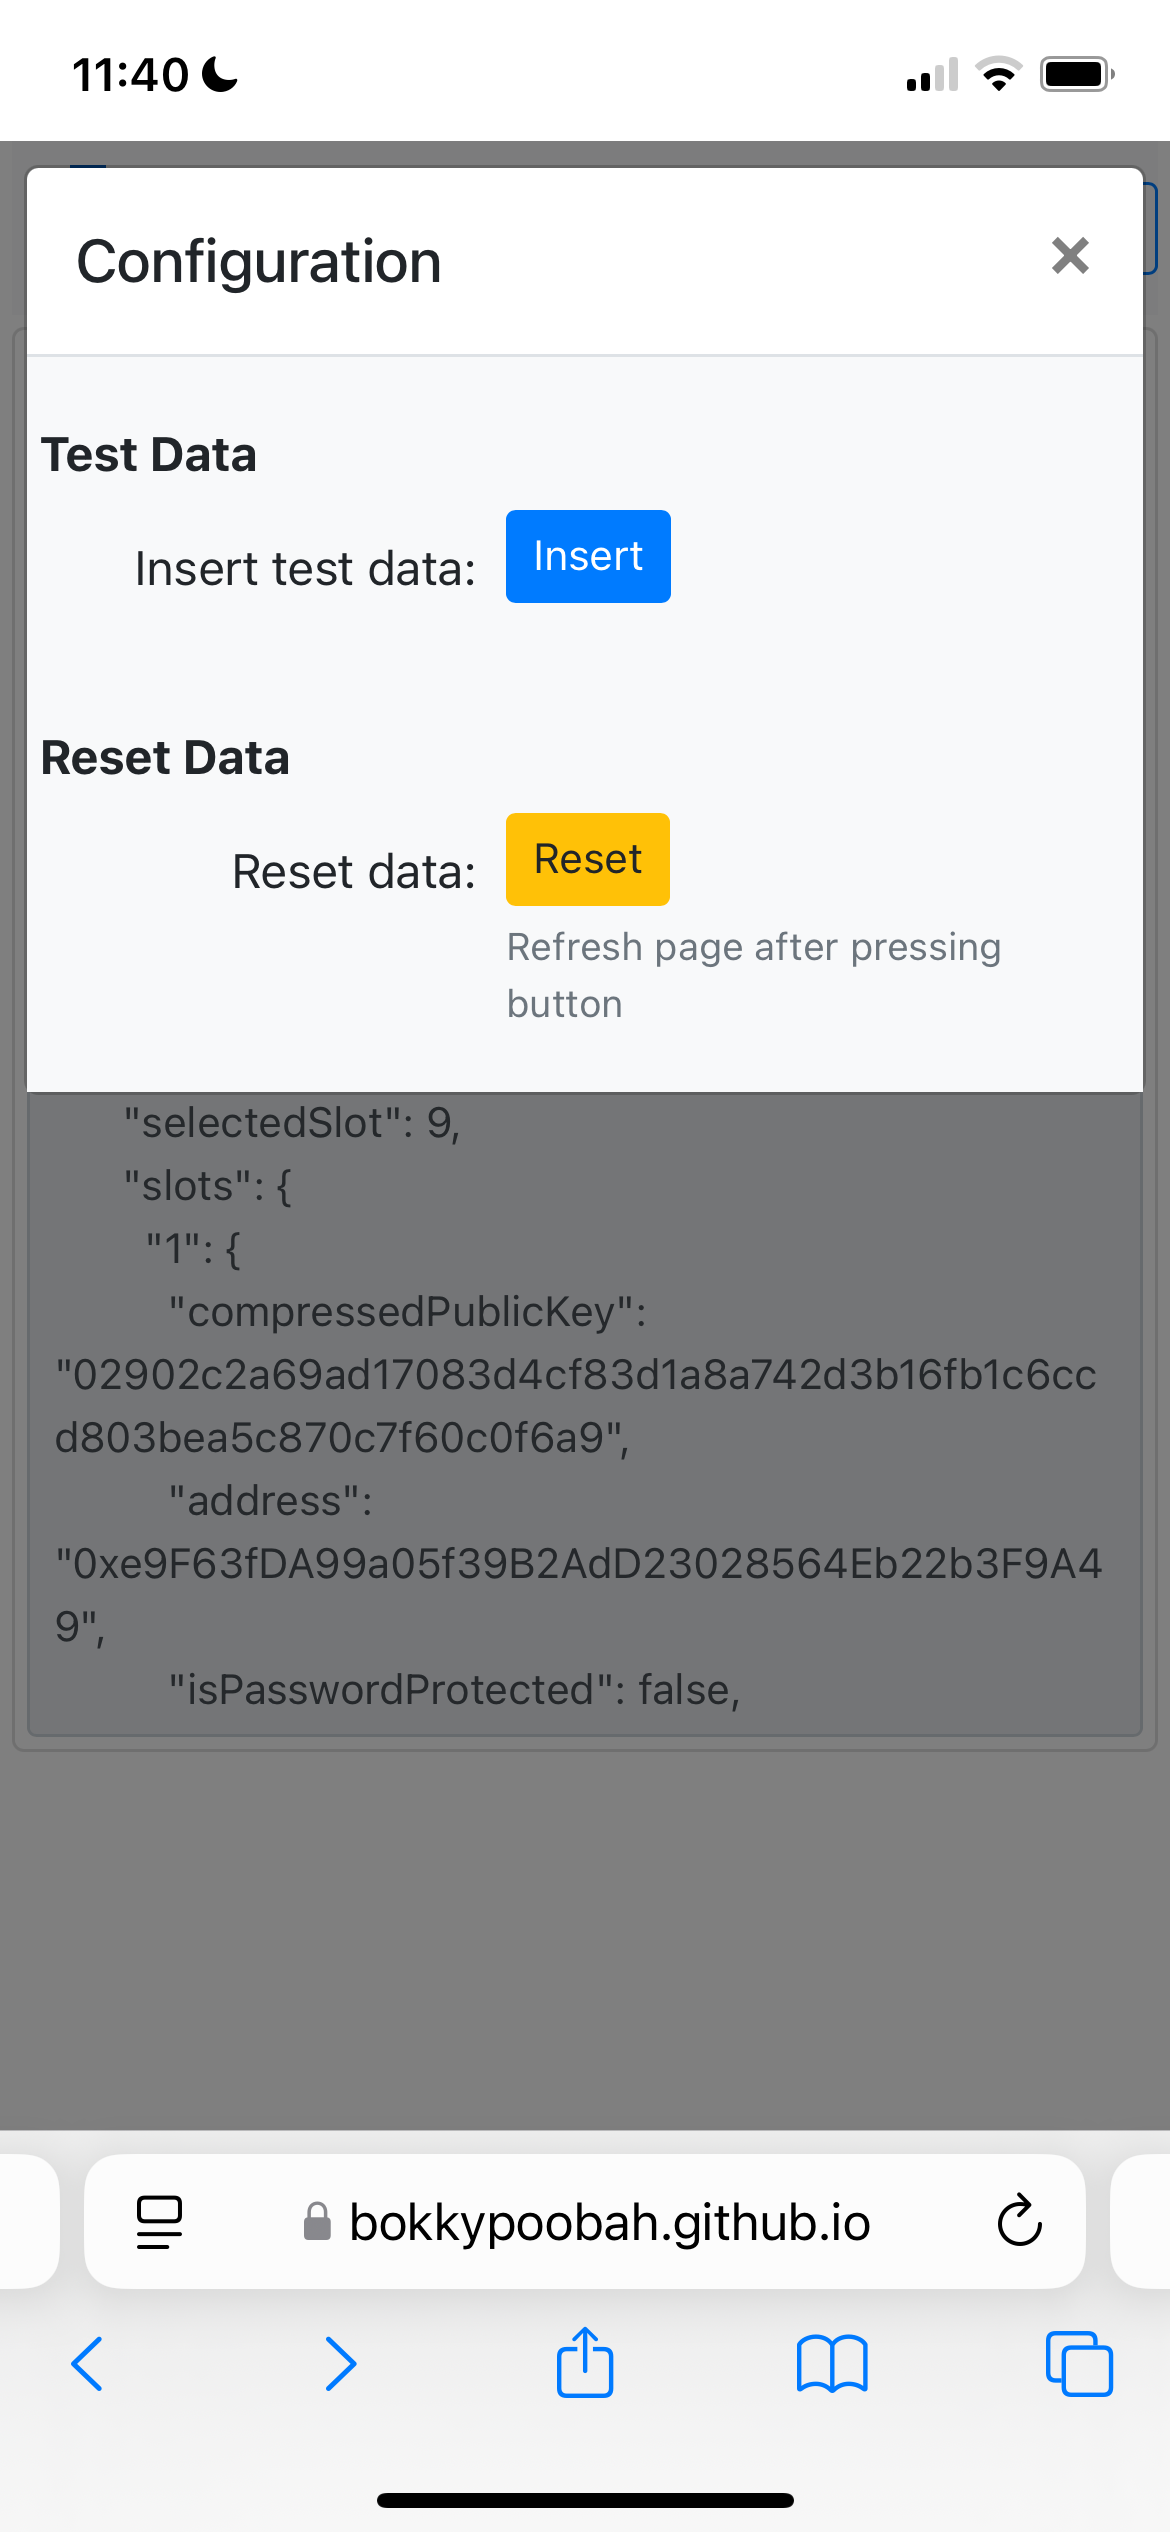 11:40
Configuration
Test Data
Insert test data:
Insert
Reset Data
Reset data:
Reset
Refresh page after pressing
button
"selectedSlot": 9,
"slots": {
"1": {
"compressedPublicKey":
"02902c2a69ad17083d4cf83d1a8a742d3b16fb1c6cc
d803bea5c870c7f60c0f6a9",
"address":
"0xe9F63fDA99a05f39B2AdD23028564Eb22b3F9A4
9",
"isPasswordProtected": false,
bokkypoobah.github.io